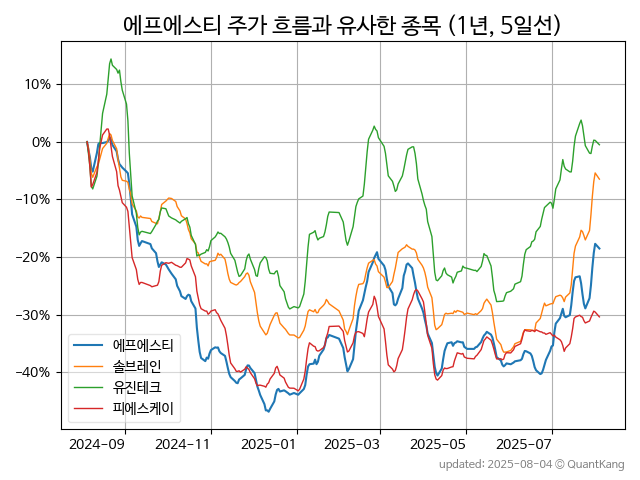 에프에스티 주가 흐름과 유사한 종목 (1년, 5일선)
10%
0%
−10%
−20%
−30%
−40%
에프에스티
솔브레인
유진테크
피에스케이
2024-09 2024-11 2025-01 2025-03 2025-05 2025-07
updated: 2025-08-04 © QuantKang